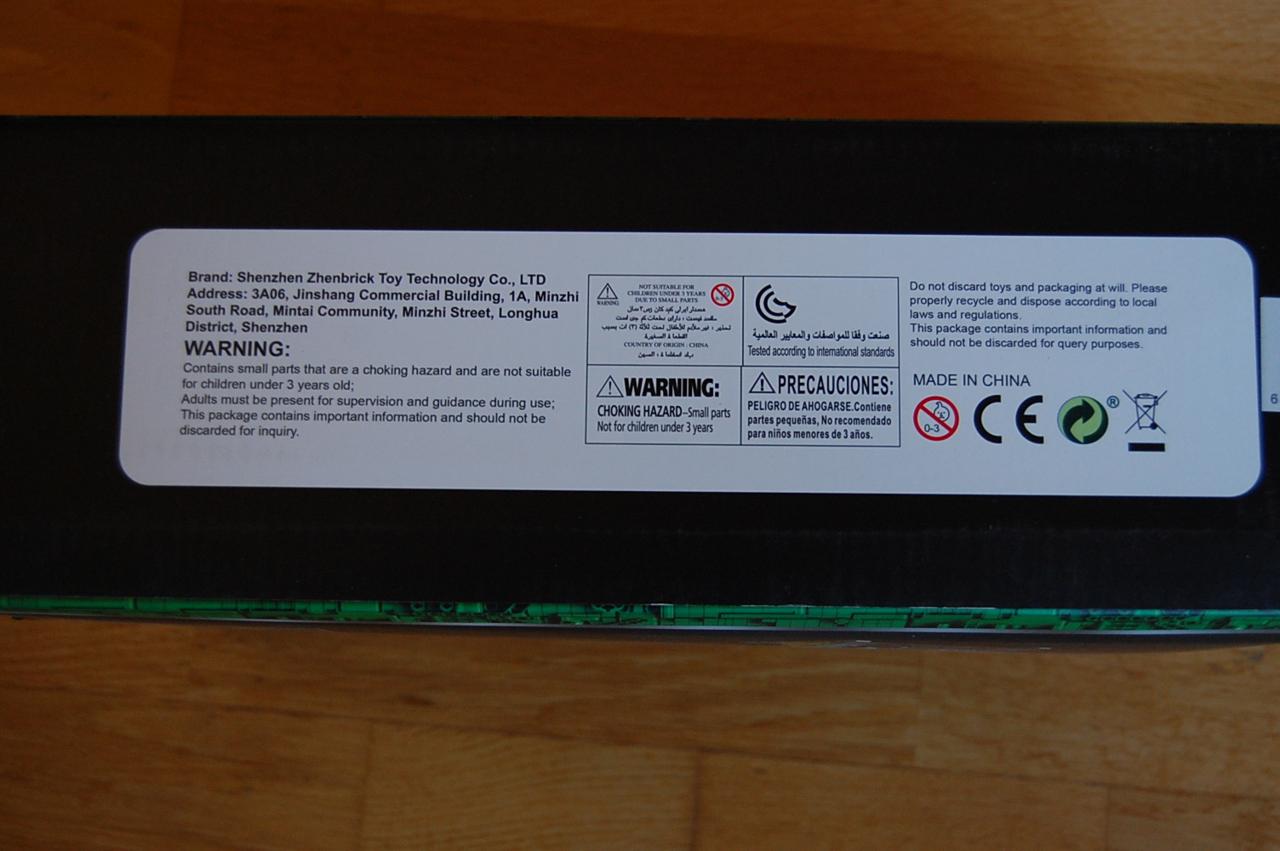 Brand: Shenzhen Zhenbrick Toy Technology Co., LTD
Address: 3A06, Jinshang Commercial Building, 1A, Minzhi
South Road, Mintai Community, Minzhi Street, Longhua
District, Shenzhen
WARNING:
Contains small parts that are a choking hazard and are not suitable
for children under 3 years old;
Adults must be present for supervision and guidance during use;
This package contains important information and should not be
discarded for inquiry.
WARNING
NOT SUITABLE FOR
CHILDREN UNDER 3 YEARS
DUE TO SMALL PARTS
0-3
COUNTRY OF ORIGIN : CHINA
صنعت وفقا للمواصفات والمعايير العالمية
Tested according to international standards
WARNING:
CHOKING HAZARD–Small parts
Not for children under 3 years
PRECAUCIONES:
PELIGRO DE AHOGARSE.Contiene
partes pequeñas, No recomendado
para niños menores de 3 años.
Do not discard toys and packaging at will. Please
properly recycle and dispose according to local
laws and regulations.
This package contains important information and
should not be discarded for query purposes.
MADE IN CHINA
0-3
CE
®
6